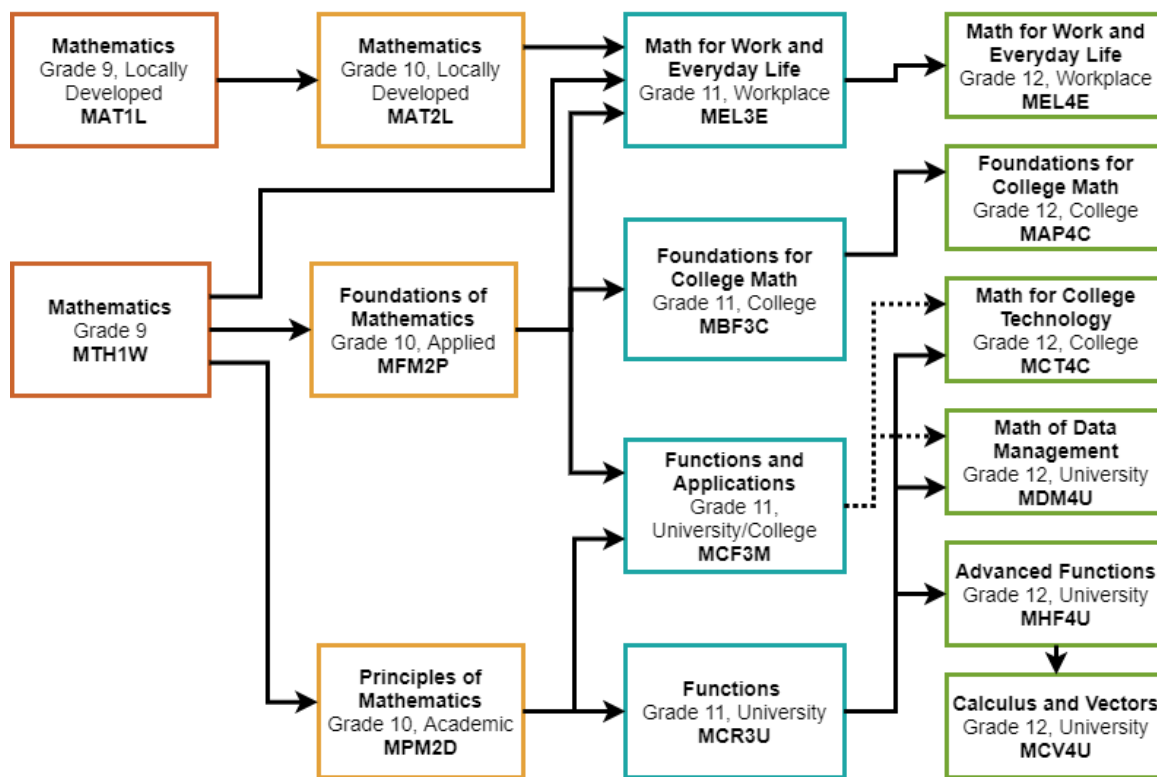 Mathematics
Grade 9, Locally
Developed
MAT1L
Mathematics
Grade 10, Locally
Developed
MAT2L
Math for Work and
Everyday Life
Grade 11, Workplace
MEL3E
Math for Work and
Everyday Life
Grade 12, Workplace
MEL4E
Foundations for
College Math
Grade 12, College
MAP4C
Mathematics
Grade 9
MTH1W
Foundations of
Mathematics
Grade 10, Applied
MFM2P
Foundations for
College Math
Grade 11, College
MBF3C
Math for College
Technology
Grade 12, College
MCT4C
Functions and
Applications
Grade 11,
University/College
MCF3M
Math of Data
Management
Grade 12, University
MDM4U
Advanced Functions
Grade 12, University
MHF4U
Principles of
Mathematics
Grade 10, Academic
MPM2D
Functions
Grade 11, University
MCR3U
Calculus and Vectors
Grade 12, University
MCV4U